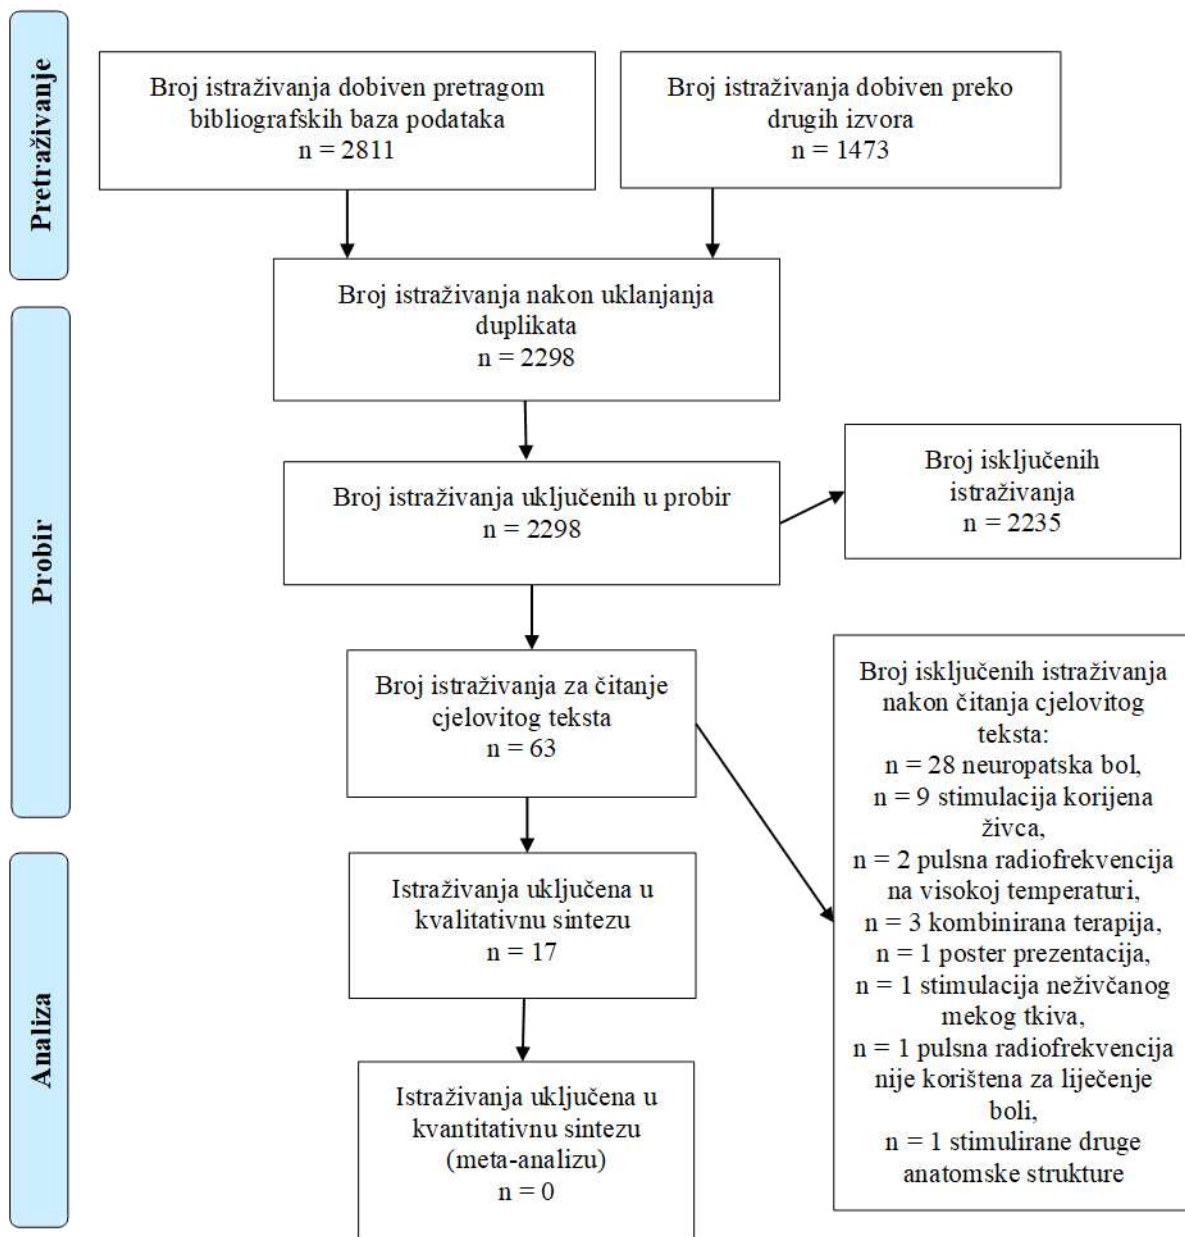 Pretraživanje
Broj istraživanja dobiven pretragom
bibliografskih baza podataka
n = 2811
Broj istraživanja dobiven preko
drugih izvora
n = 1473
Broj istraživanja nakon uklanjanja
duplikata
n = 2298
Probir
Broj istraživanja uključenih u probir
n = 2298
Broj isključenih
istraživanja
n = 2235
Broj istraživanja za čitanje
cjelovitog teksta
n = 63
Broj isključenih istraživanja
nakon čitanja cjelovitog
teksta:
n = 28 neuropatska bol,
n = 9 stimulacija korijena
živca,
n = 2 pulsna radiofrekvencija
na visokoj temperaturi,
n = 3 kombinirana terapija,
n = 1 poster prezentacija,
n = 1 stimulacija neživčanog
mekog tkiva,
n = 1 pulsna radiofrekvencija
nije korištena za liječenje
boli,
n = 1 stimulirane druge
anatomske strukture
Analiza
Istraživanja uključena u
kvalitativnu sintezu
n = 17
Istraživanja uključena u
kvantitativnu sintezu
(meta-analizu)
n = 0